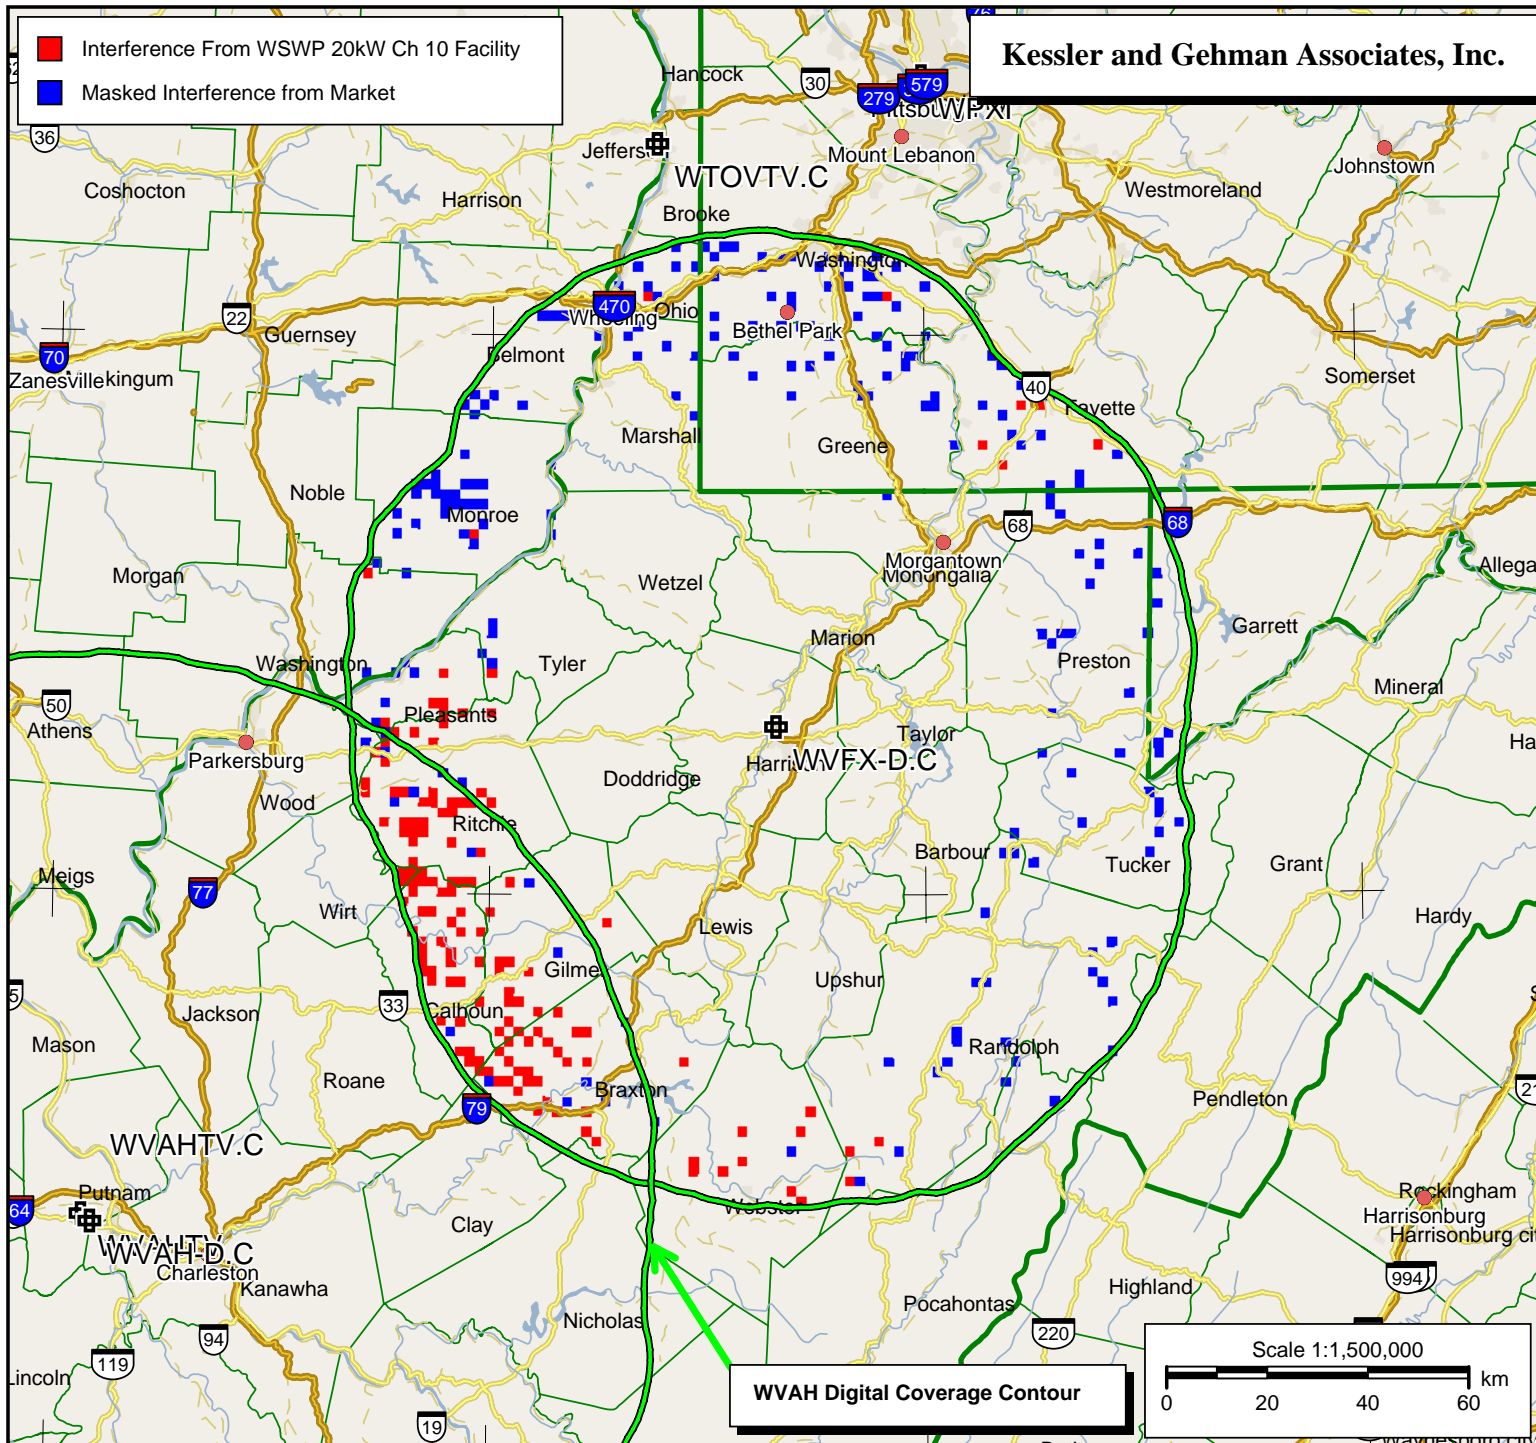 Interference From WSWP 20kW Ch 10 Facility
Masked Interference from Market
Kessler and Gehman Associates, Inc.
76
Hancock
30
279
579
WPXI
36
Jefferson
Mount Lebanon
Johnstown
WTOVTV.C
Coshocton
Harrison
Westmoreland
Brooke
Washington
470
Ohio
22
Wheeling
Bethel Park
Guernsey
Belmont
70
Zanesville
40
Somerset
Fayette
Marshall
Greene
Noble
Monroe
68
68
Morgantown
Monongalia
Morgan
Wetzel
Garrett
Marion
Washington
Tyler
Preston
Mineral
50
Pleasants
Athens
Taylor
Parkersburg
WVFX-D.C
Doddridge
Wood
Ritchie
Barbour
Tucker
Grant
Meigs
77
Wirt
Hardy
Lewis
Gilmer
Upshur
33
Calhoun
Jackson
Mason
Randolph
Roane
Braxton
Pendleton
79
WVAHTV.C
Putnam
64
Rockingham
Webster
Harrisonburg
Clay
WVAH-D.C
Charleston
Kanawha
994
Highland
Pocahontas
Nicholas
220
94
119
Lincoln
19
WVAH Digital Coverage Contour
Scale 1:1,500,000
km
0 20 40 60